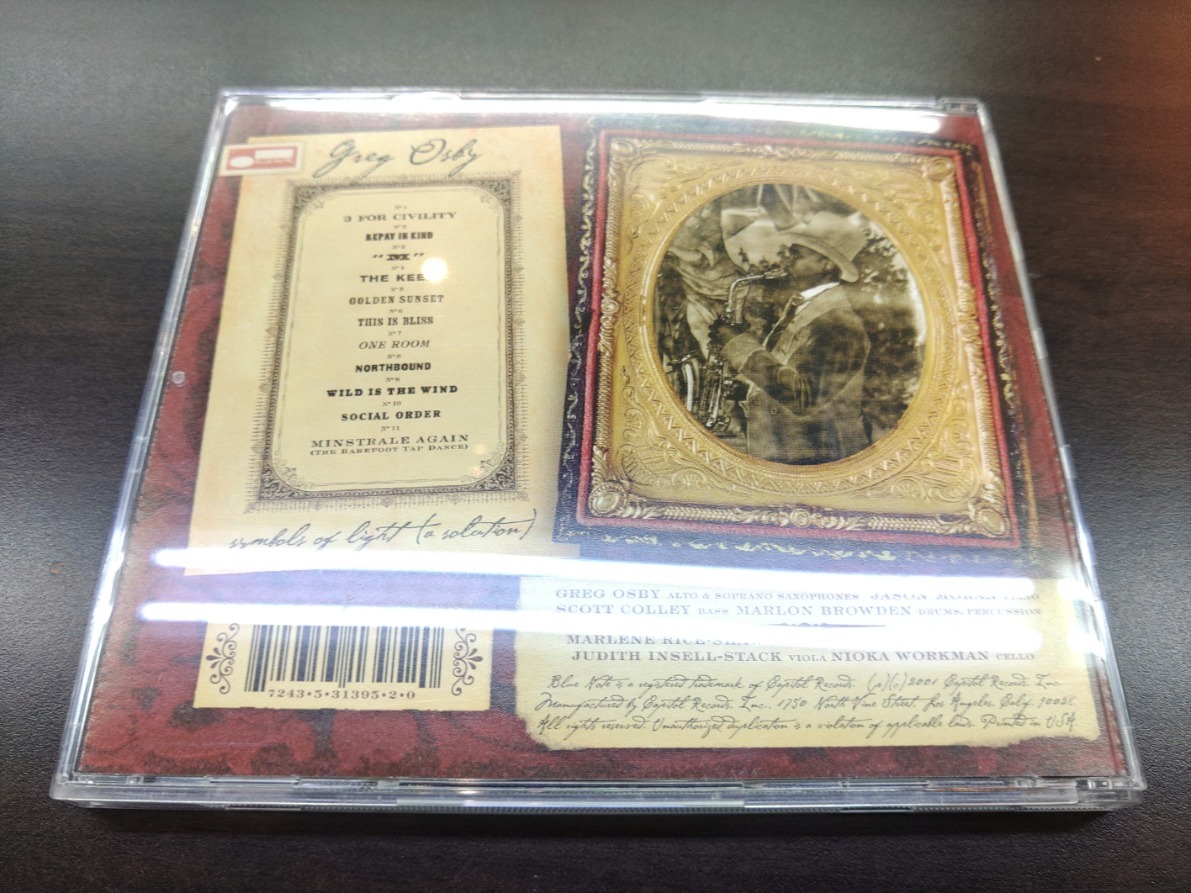 Greg Osby
Nº1
3 FOR CIVILITY
Nº2
REPAY IN KIND
Nº3
"M"
Nº4
THE KEE
Nº5
GOLDEN SUNSET
Nº6
THIS IS BLISS
Nº7
ONE ROOM
Nº8
NORTHBOUND
Nº9
WILD IS THE WIND
Nº10
SOCIAL ORDER
Nº11
MINSTRALE AGAIN
(THE BAREFOOT TAP DANCE)
symbols of light (a solution)
7243·5·31395·2·0
GREG OSBY ALTO & SOPRANO SAXOPHONES JASON MORAN PIANO
SCOTT COLLEY BASS MARLON BROWDEN DRUMS, PERCUSSION
MARLENE
JUDITH INSELL-STACK VIOLA NIOKA WORKMAN CELLO
Blue Note is a registered trademark of Capitol Records. (p)(c)2001 Capitol Records, Inc.
Manufactured by Capitol Records, Inc., 1750 North Vine Street, Los Angeles, Calif. 90028.
All rights reserved. Unauthorized duplication is a violation of applicable laws. Printed in USA.